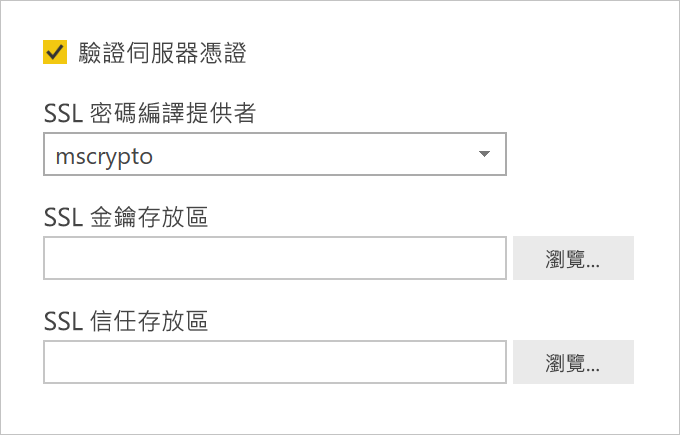 驗證伺服器憑證
SSL 密碼編譯提供者
mscrypto
SSL 金鑰存放區
瀏覽...
SSL 信任存放區
瀏覽...